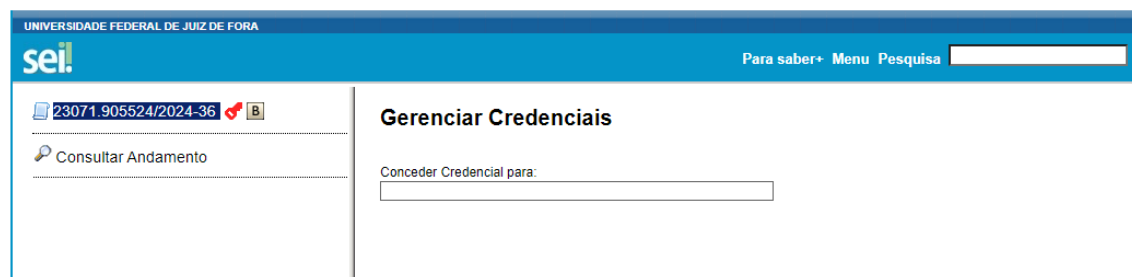 UNIVERSIDADE FEDERAL DE JUIZ DE FORA
sei!
Para saber+ Menu Pesquisa
23071.905524/2024-36 B
Consultar Andamento
Gerenciar Credenciais
Conceder Credencial para: